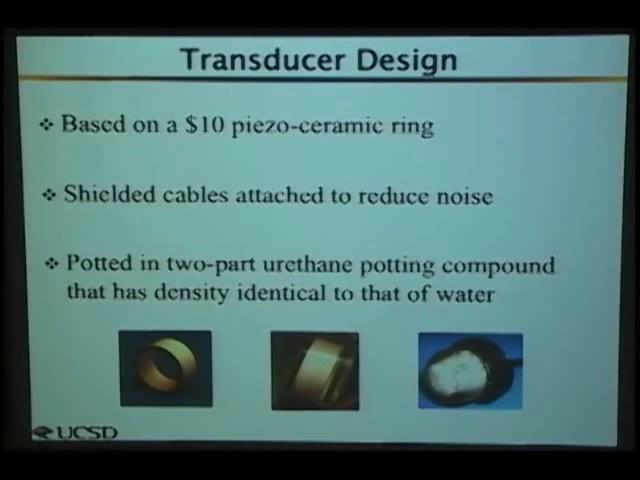 Transducer Design
❖ Based on a $10 piezo-ceramic ring
❖ Shielded cables attached to reduce noise
❖ Potted in two-part urethane potting compound
that has density identical to that of water
UCSD